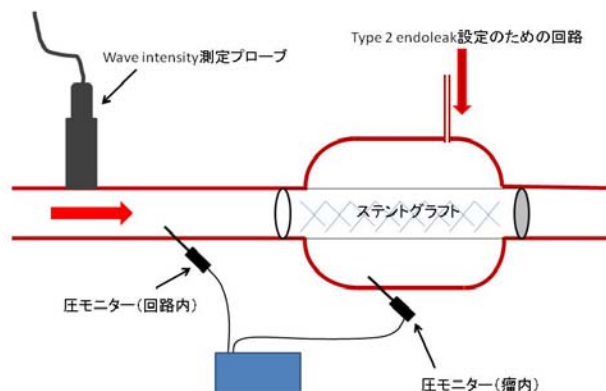 Wave intensity測定プローブ
Type 2 endoleak設定のための回路
ステントグラフト
圧モニター(回路内)
圧モニター(瘤内)